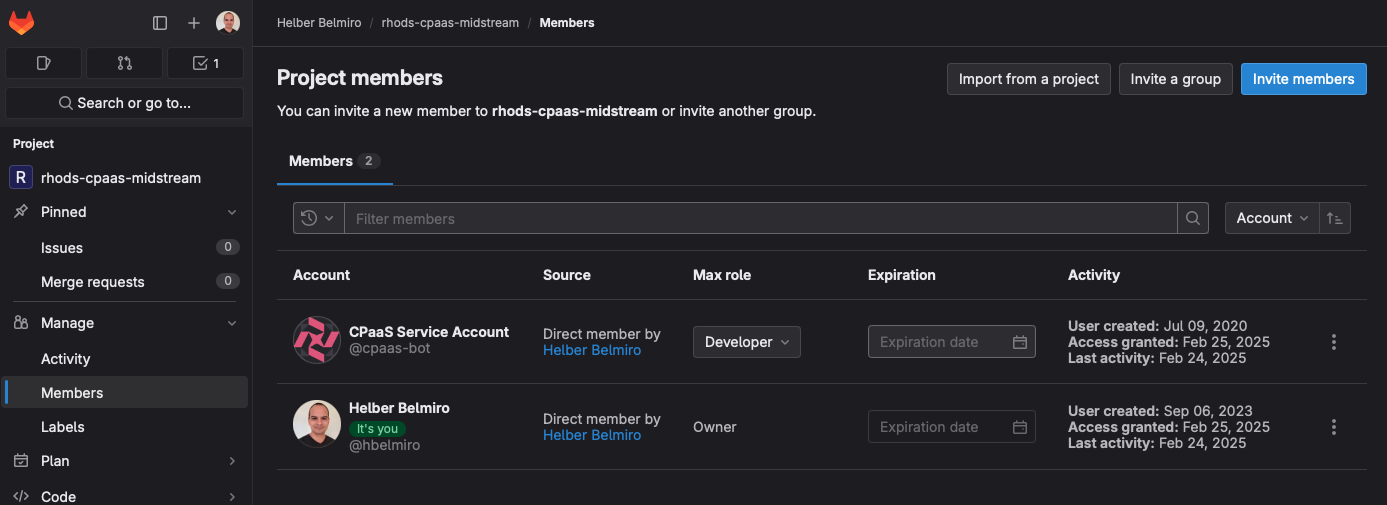 Helber Belmiro / rhods-cpaas-midstream / Members
1
Search or go to...
Project
R rhods-cpaas-midstream
Pinned
Issues 0
Merge requests 0
Manage
Activity
Members
Labels
Plan
Code
Project members
Import from a project
Invite a group
Invite members
You can invite a new member to rhods-cpaas-midstream or invite another group.
Members 2
Filter members
Account
Account Source Max role Expiration Activity
CPaaS Service Account
@cpaas-bot
Direct member by
Helber Belmiro
Developer
Expiration date
User created: Jul 09, 2020
Access granted: Feb 25, 2025
Last activity: Feb 24, 2025
Helber Belmiro
It's you
@hbelmiro
Direct member by
Helber Belmiro
Owner
Expiration date
User created: Sep 06, 2023
Access granted: Feb 25, 2025
Last activity: Feb 24, 2025